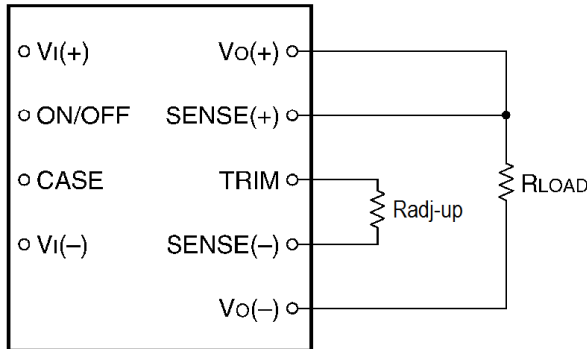 VI(+) VO(+)
ON/OFF SENSE(+)
CASE TRIM
Radj-up
RLOAD
VI(–) SENSE(–)
VO(–)